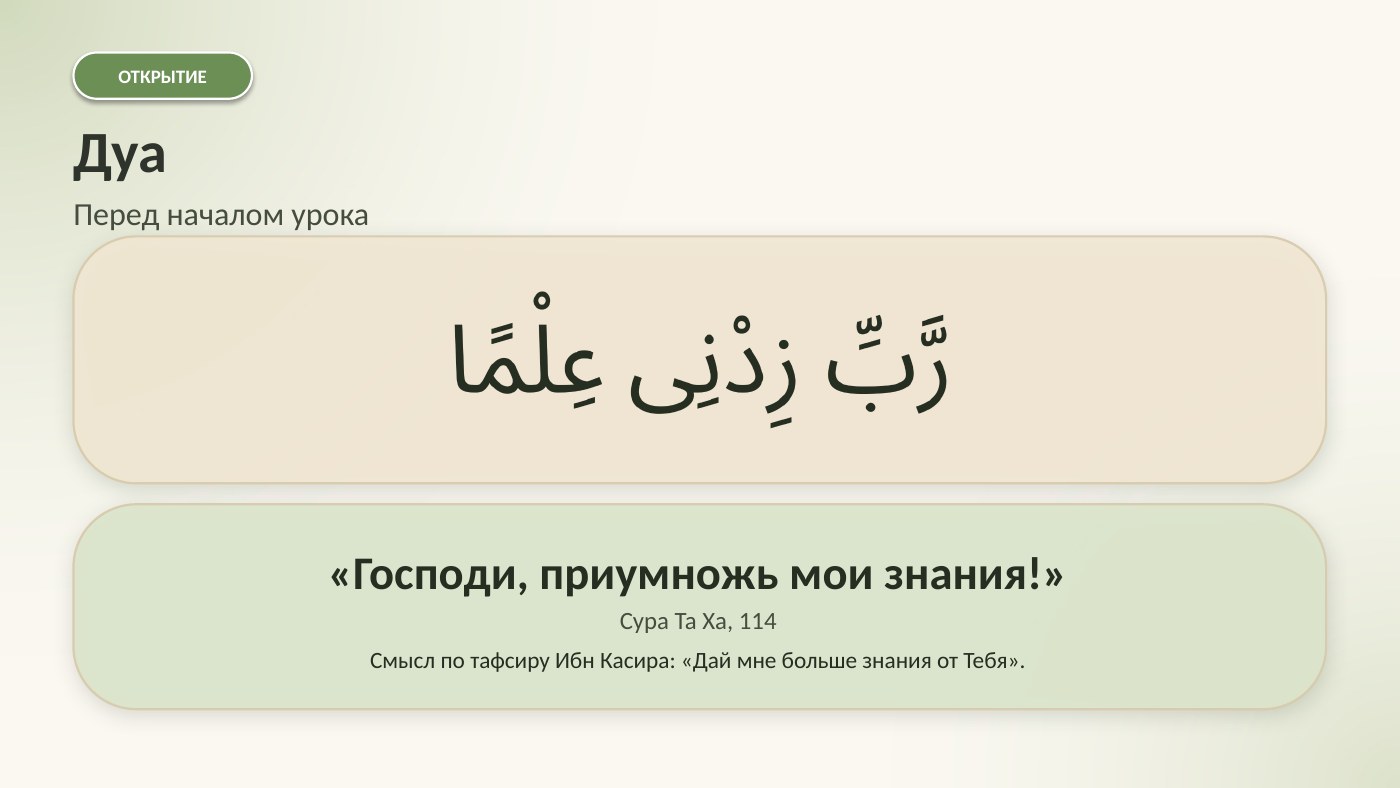 ОТКРЫТИЕ
Дуа
Перед началом урока
رَّبِّ زِدْنِى عِلْمًا
«Господи, приумножь мои знания!»
Сура Та Ха, 114
Смысл по тафсиру Ибн Касира: «Дай мне больше знания от Тебя».